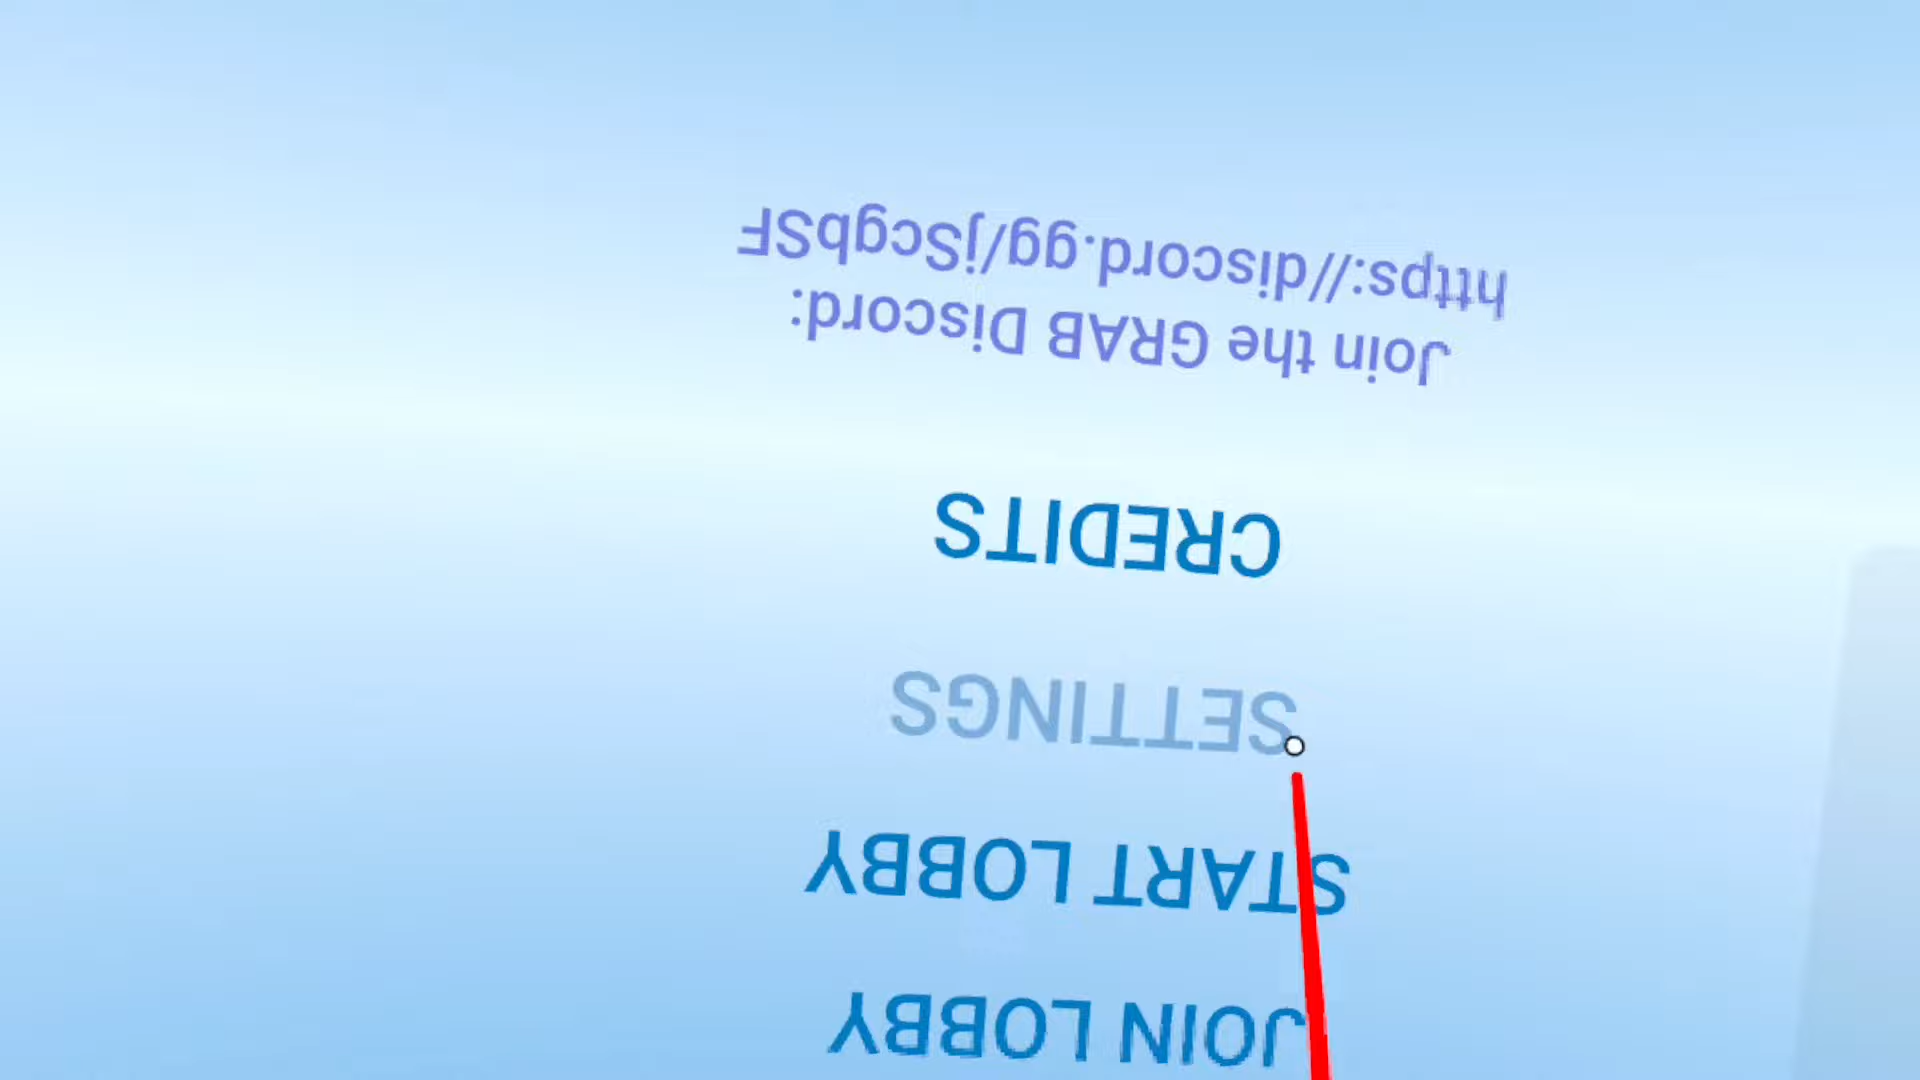 JOIN LOBBY
START LOBBY
SETTINGS
CREDITS
Join the GRAB Discord:
https://discord.gg/jScgbSF